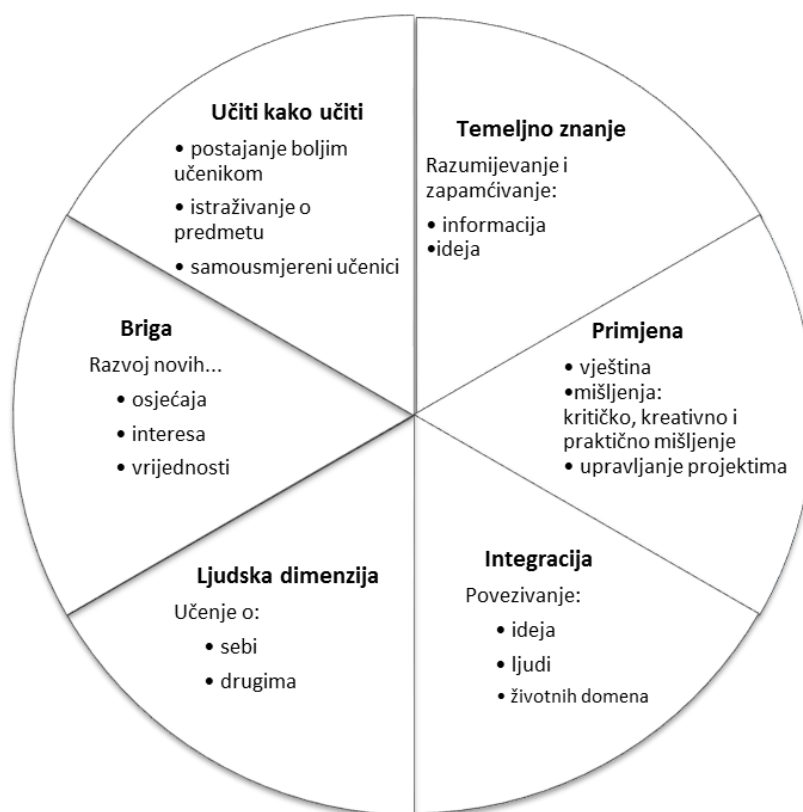 Učiti kako učiti
• postajanje boljim
učenikom
• istraživanje o
predmetu
• samousmjereni učenici
Temeljno znanje
Razumijevanje i
zapamćivanje:
• informacija
•ideja
Primjena
• vještina
•mišljenja:
kritičko, kreativno i
praktično mišljenje
• upravljanje projektima
Integracija
Povezivanje:
• ideja
• ljudi
• životnih domena
Ljudska dimenzija
Učenje o:
• sebi
• drugima
Briga
Razvoj novih...
• osjećaja
• interesa
• vrijednosti